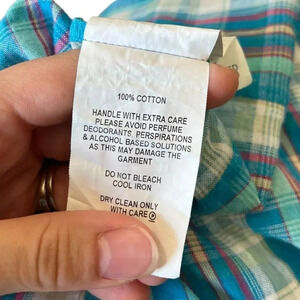 100% COTTON
HANDLE WITH EXTRA CARE
PLEASE AVOID PERFUME
DEODORANTS, PERSPIRATIONS
& ALCOHOL BASED SOLUTIONS
AS THIS MAY DAMAGE THE
GARMENT
DO NOT BLEACH
COOL IRON
DRY CLEAN ONLY
WITH CARE Ⓟ